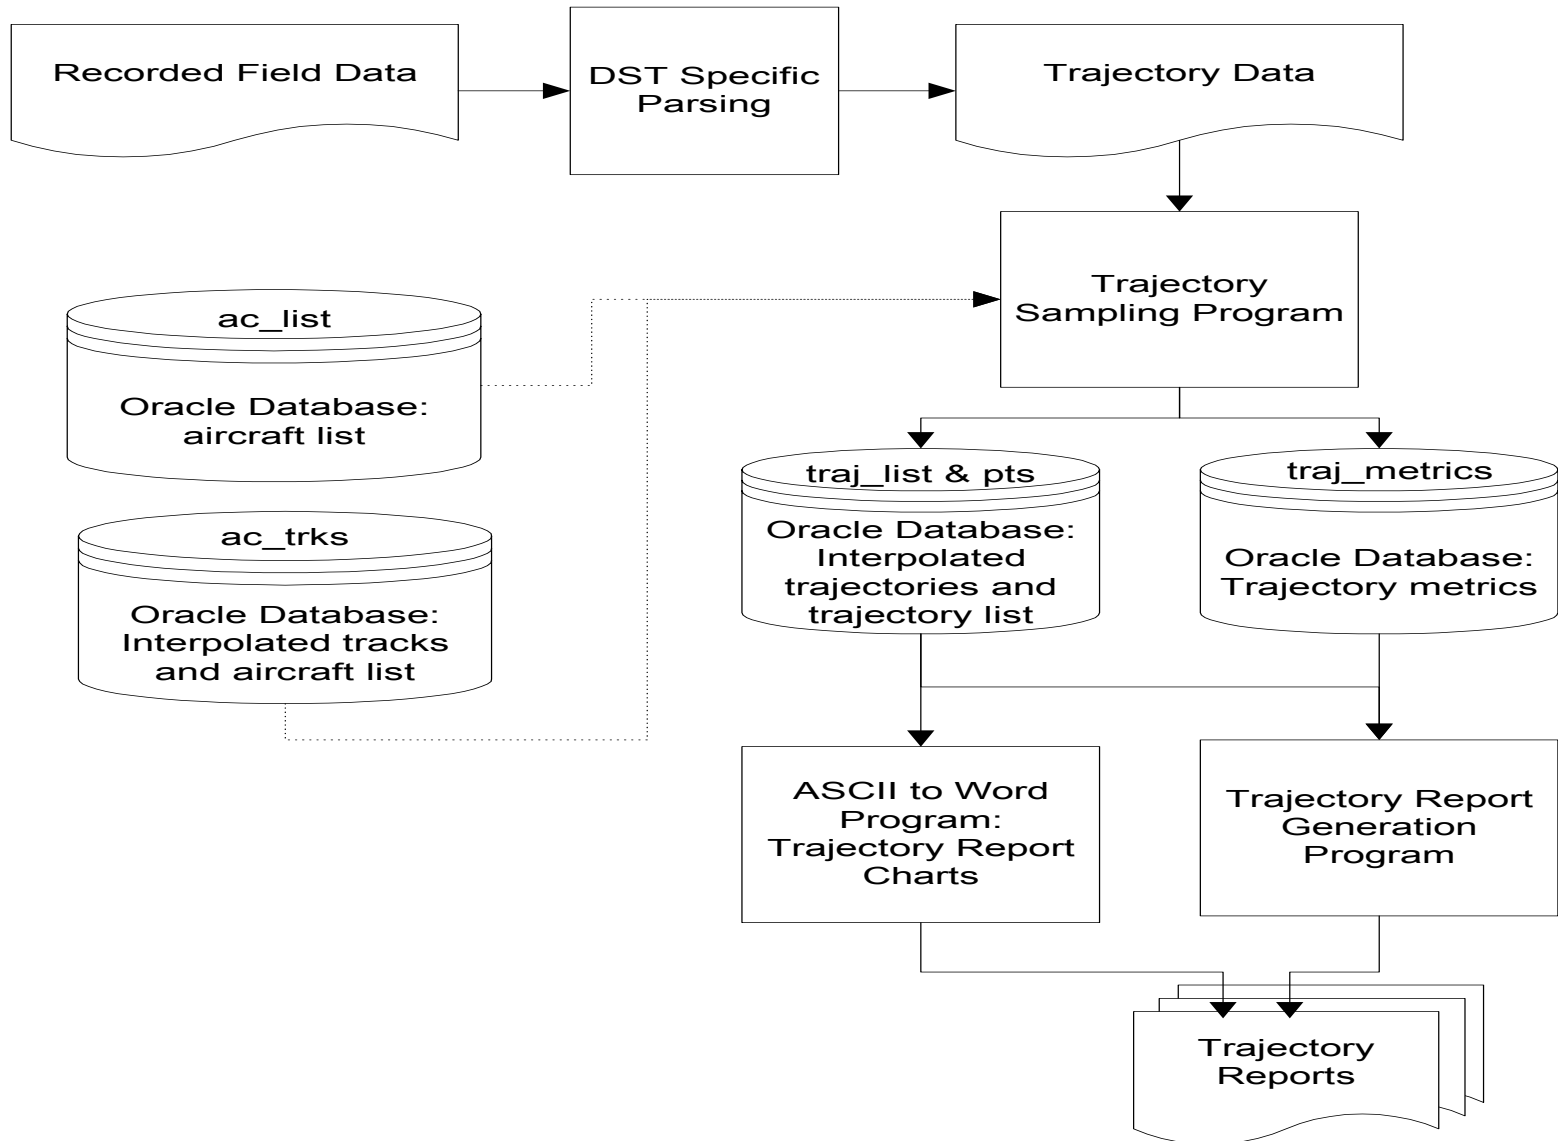 Recorded Field Data
DST Specific
Parsing
Trajectory Data
Trajectory
Sampling Program
ac_list
Oracle Database:
aircraft list
ac_trks
Oracle Database:
Interpolated tracks
and aircraft list
traj_list & pts
Oracle Database:
Interpolated
trajectories and
trajectory list
traj_metrics
Oracle Database:
Trajectory metrics
ASCII to Word
Program:
Trajectory Report
Charts
Trajectory Report
Generation
Program
Trajectory
Reports